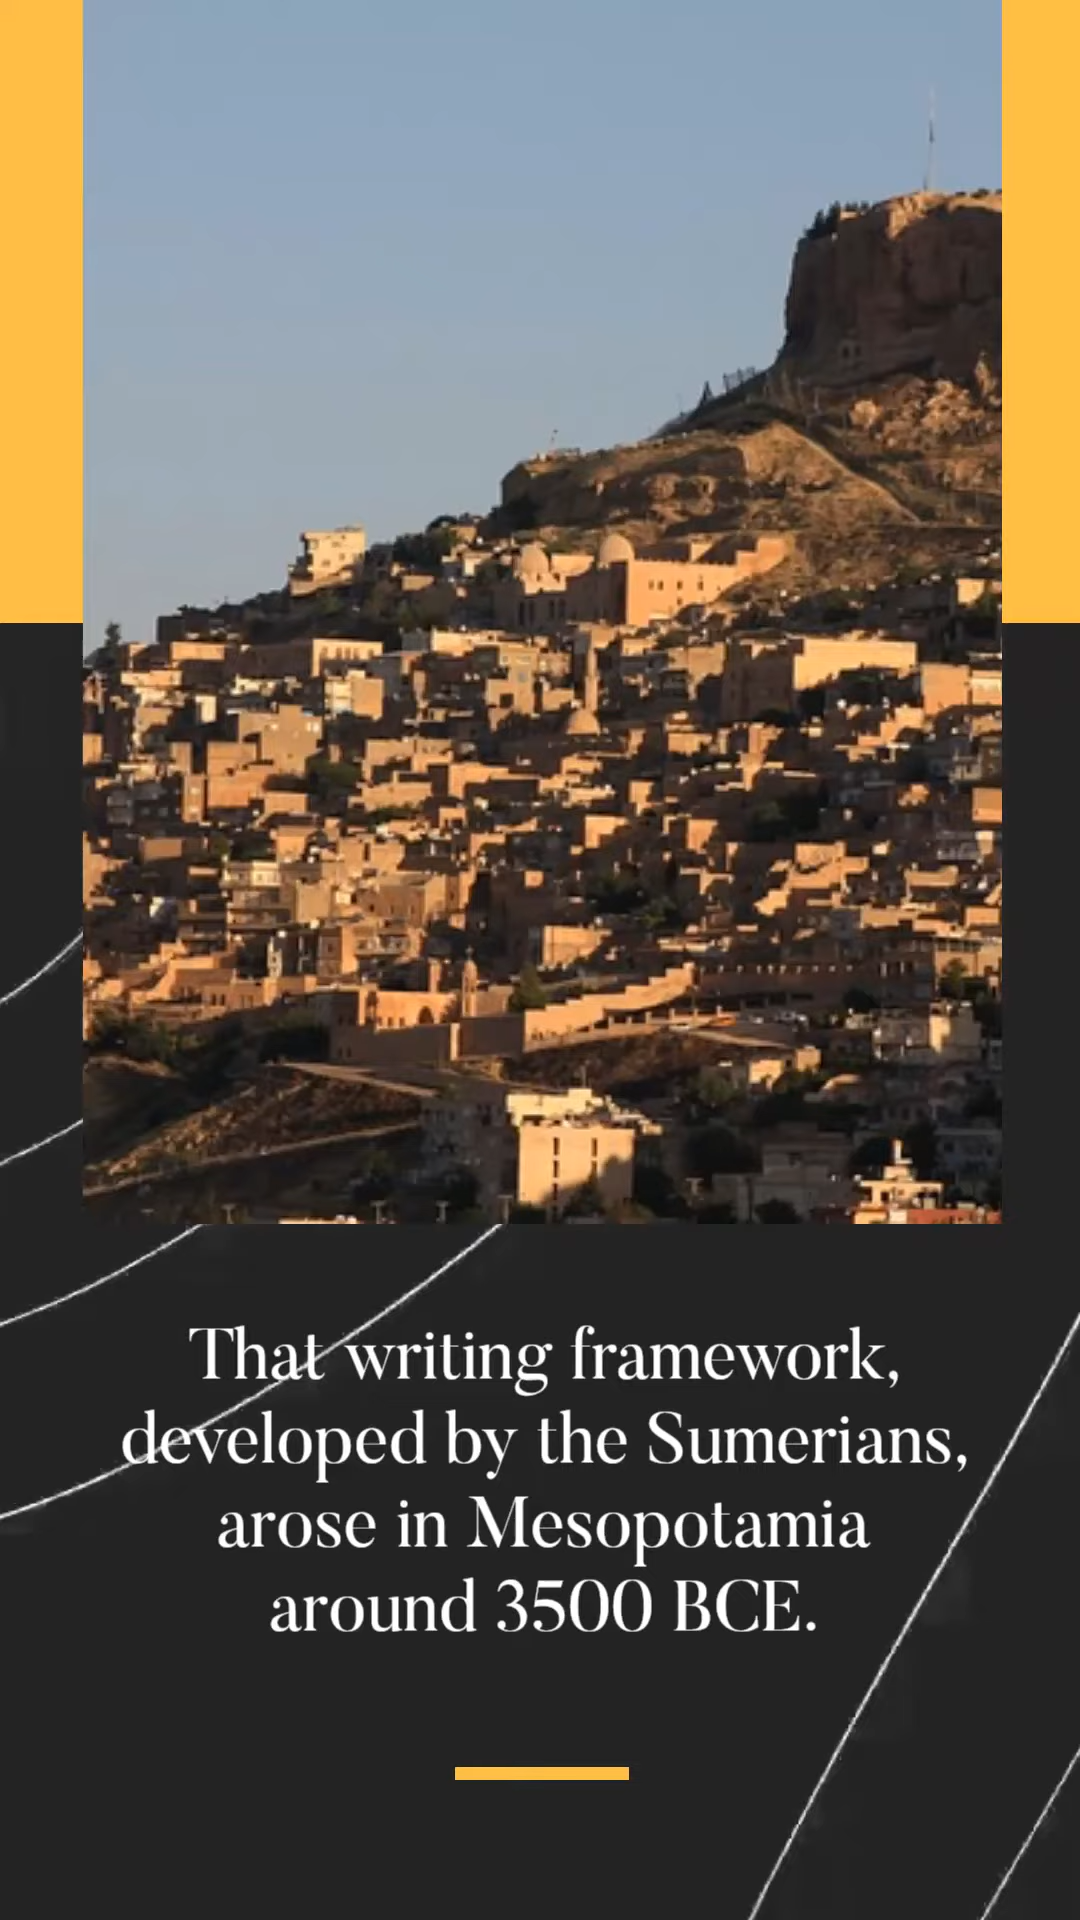 That writing framework,
developed by the Sumerians,
arose in Mesopotamia
around 3500 BCE.